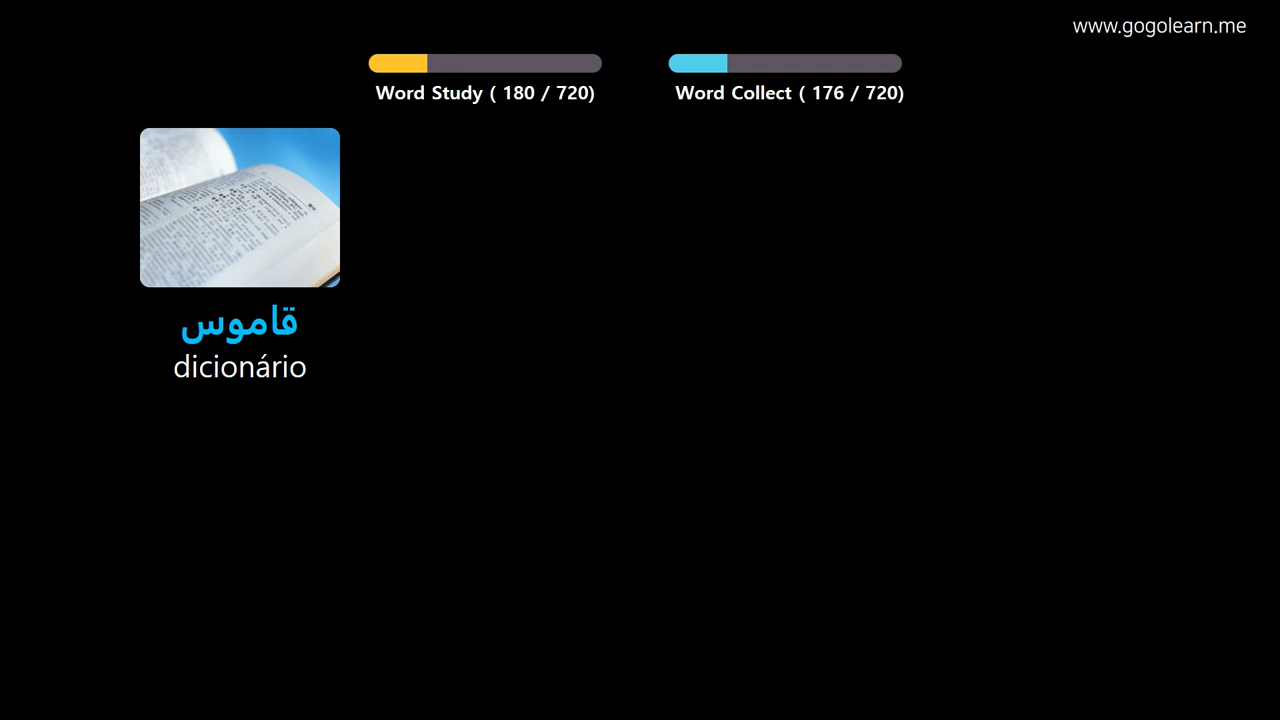 www.gogolearn.me
Word Study ( 180 / 720)
Word Collect ( 176 / 720)
قاموس
dicionário